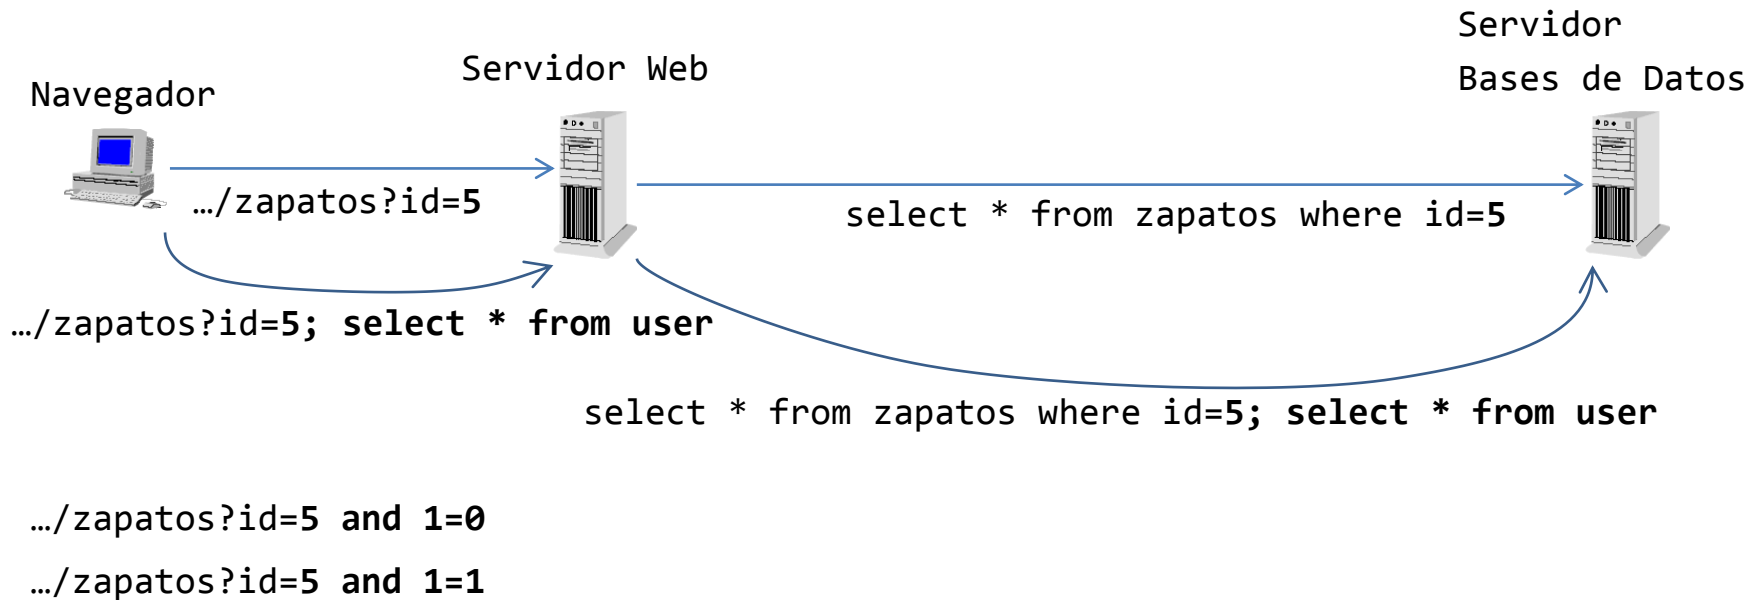 Servidor
Bases de Datos
Servidor Web
Navegador
…/zapatos?id=5
select * from zapatos where id=5
…/zapatos?id=5; select * from user
select * from zapatos where id=5; select * from user
…/zapatos?id=5 and 1=0
…/zapatos?id=5 and 1=1